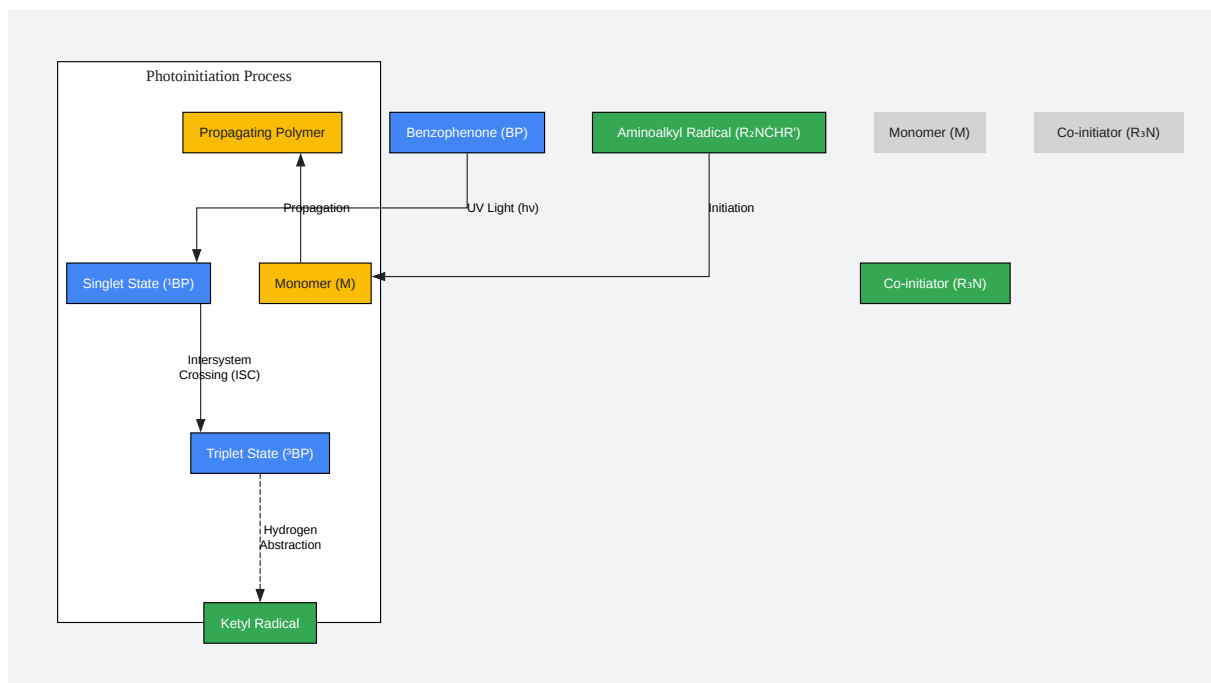 Photoinitiation Process
Propagating Polymer
Benzophenone (BP)
Aminoalkyl Radical (R₂NĊHR')
Monomer (M)
Co-initiator (R₃N)
Propagation
UV Light (hν)
Initiation
Singlet State (¹BP)
Monomer (M)
Co-initiator (R₃N)
Intersystem
Crossing (ISC)
Triplet State (³BP)
Hydrogen
Abstraction
Ketyl Radical